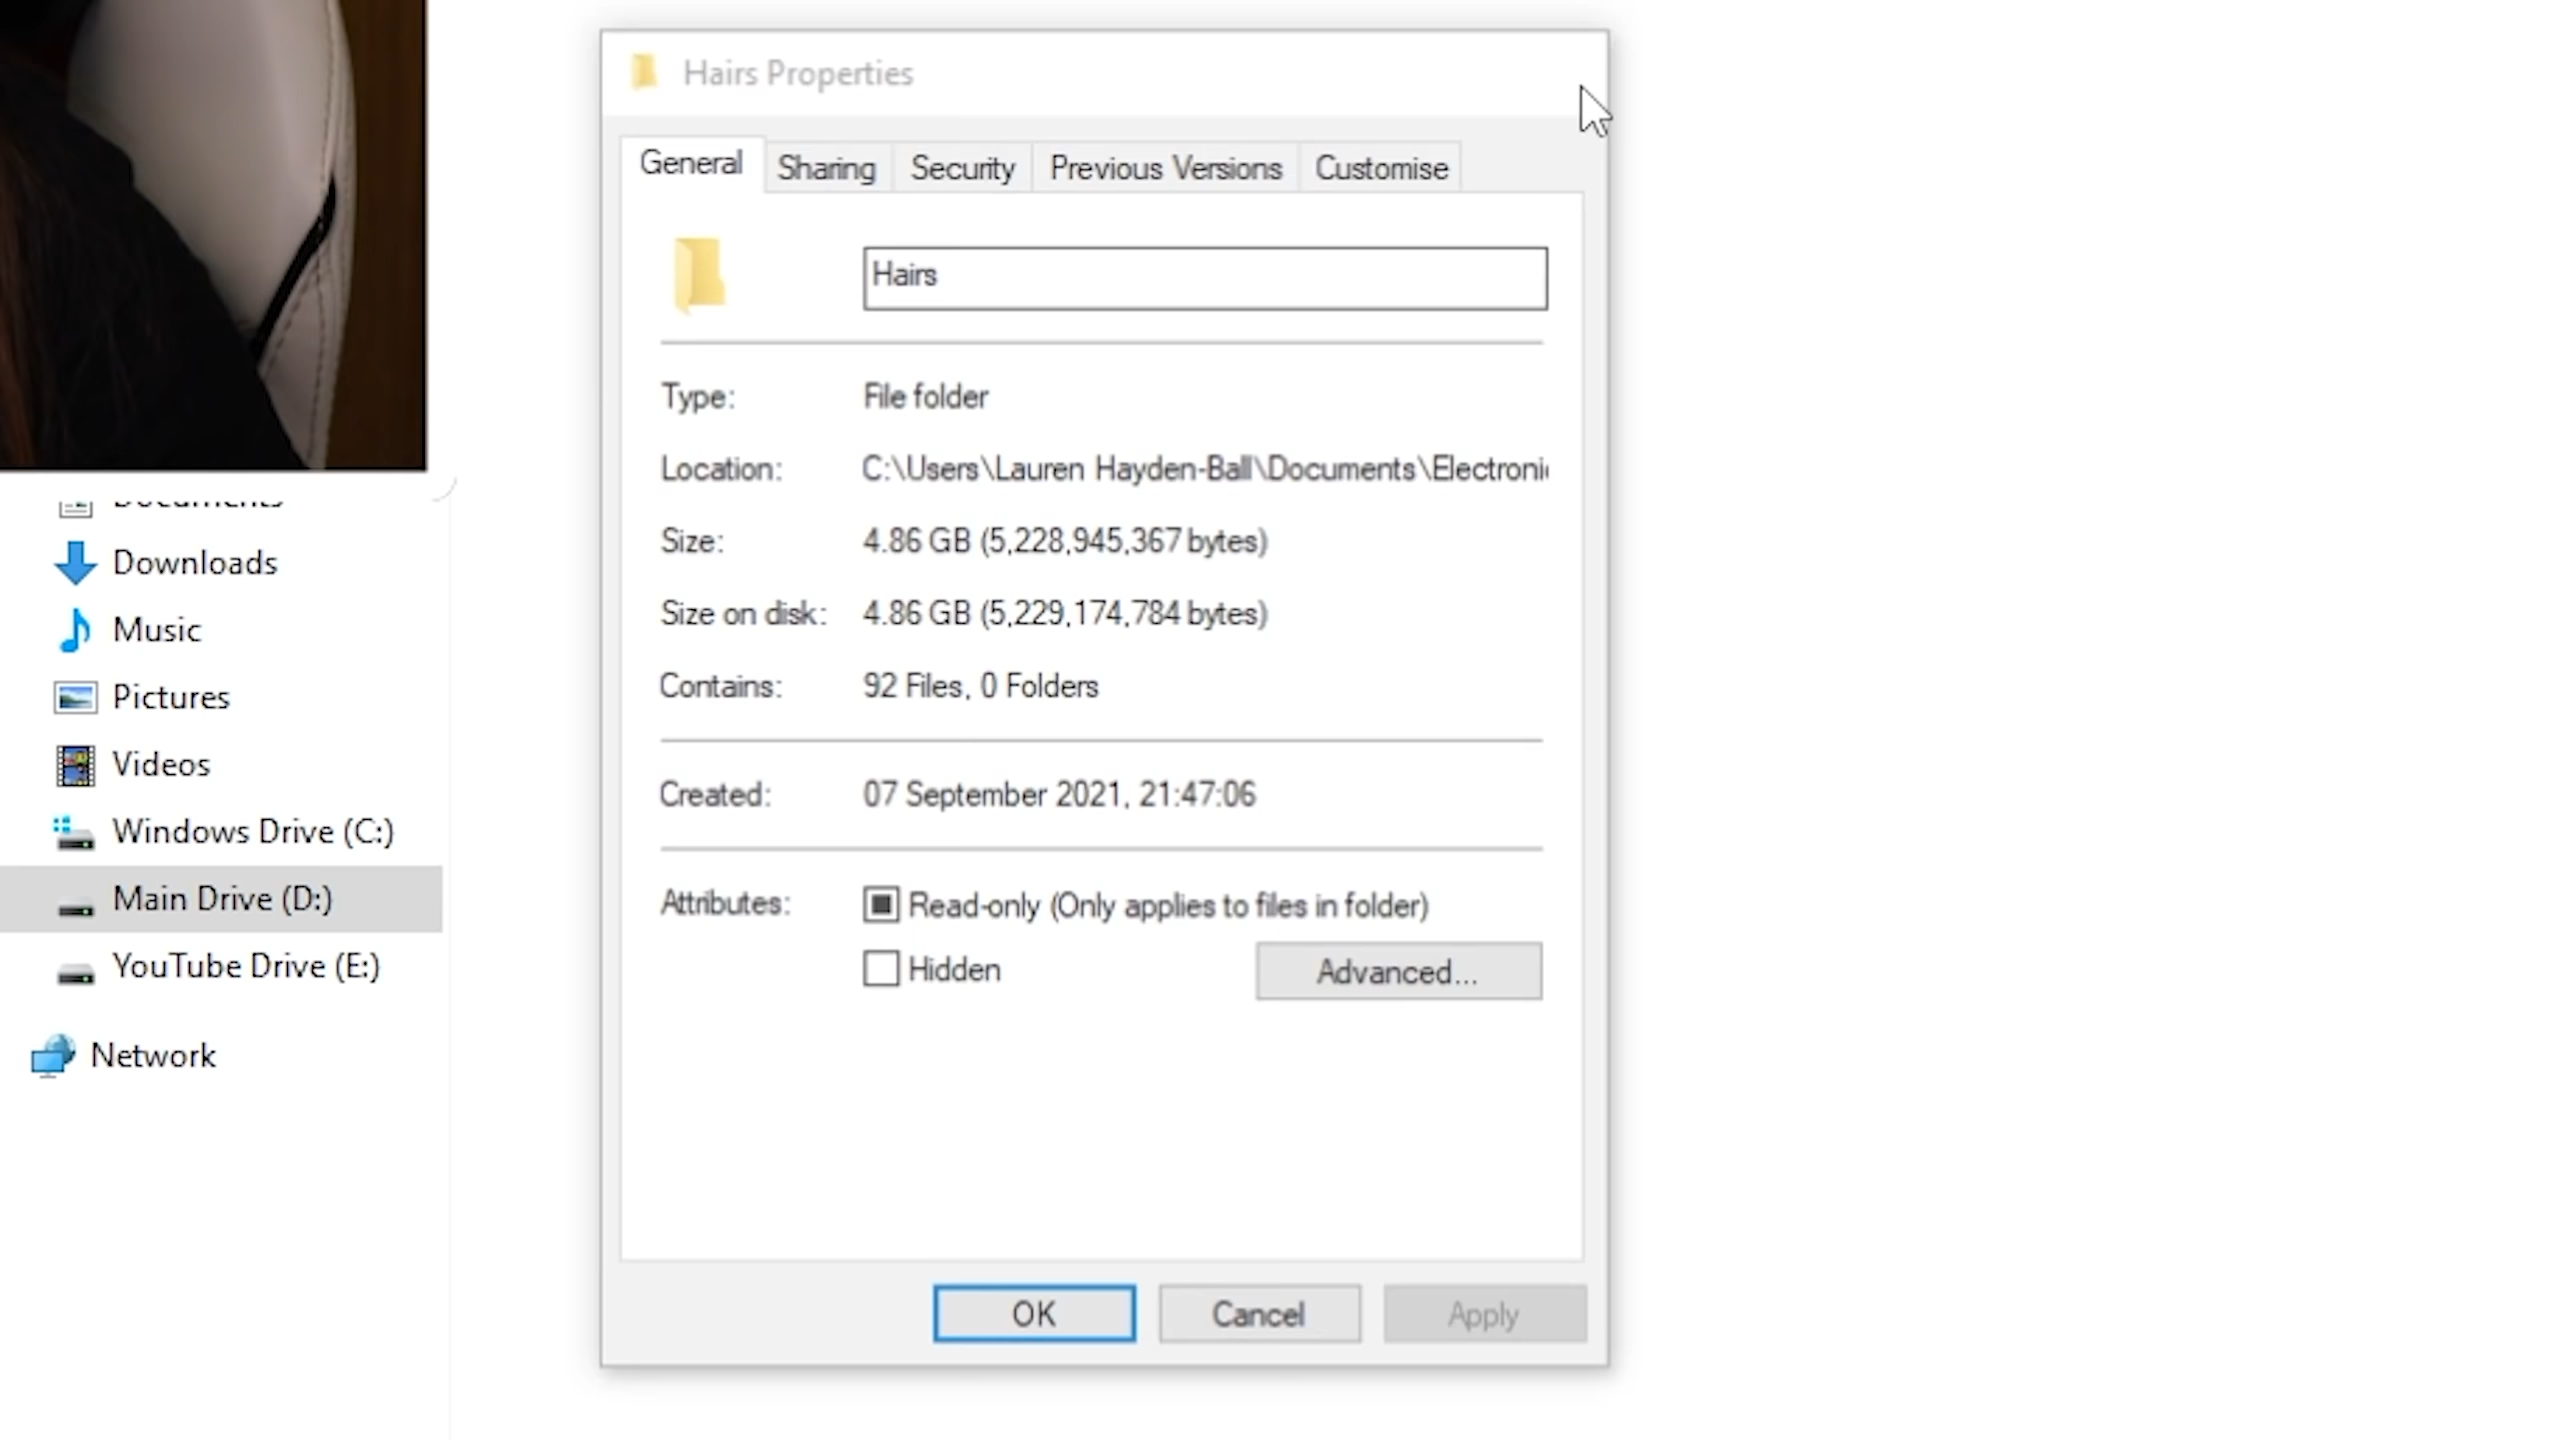 Hairs Properties
General Sharing Security Previous Versions Customise
Hairs
Type: File folder
Location: C:\Users\Lauren Hayden-Ball\Documents\Electroni
Size: 4.86 GB (5,228,945,367 bytes)
Size on disk: 4.86 GB (5,229,174,784 bytes)
Contains: 92 Files, 0 Folders
Created: 07 September 2021, 21:47:06
Attributes: Read-only (Only applies to files in folder)
Hidden Advanced...
OK Cancel Apply
Documents
Downloads
Music
Pictures
Videos
Windows Drive (C:)
Main Drive (D:)
YouTube Drive (E:)
Network